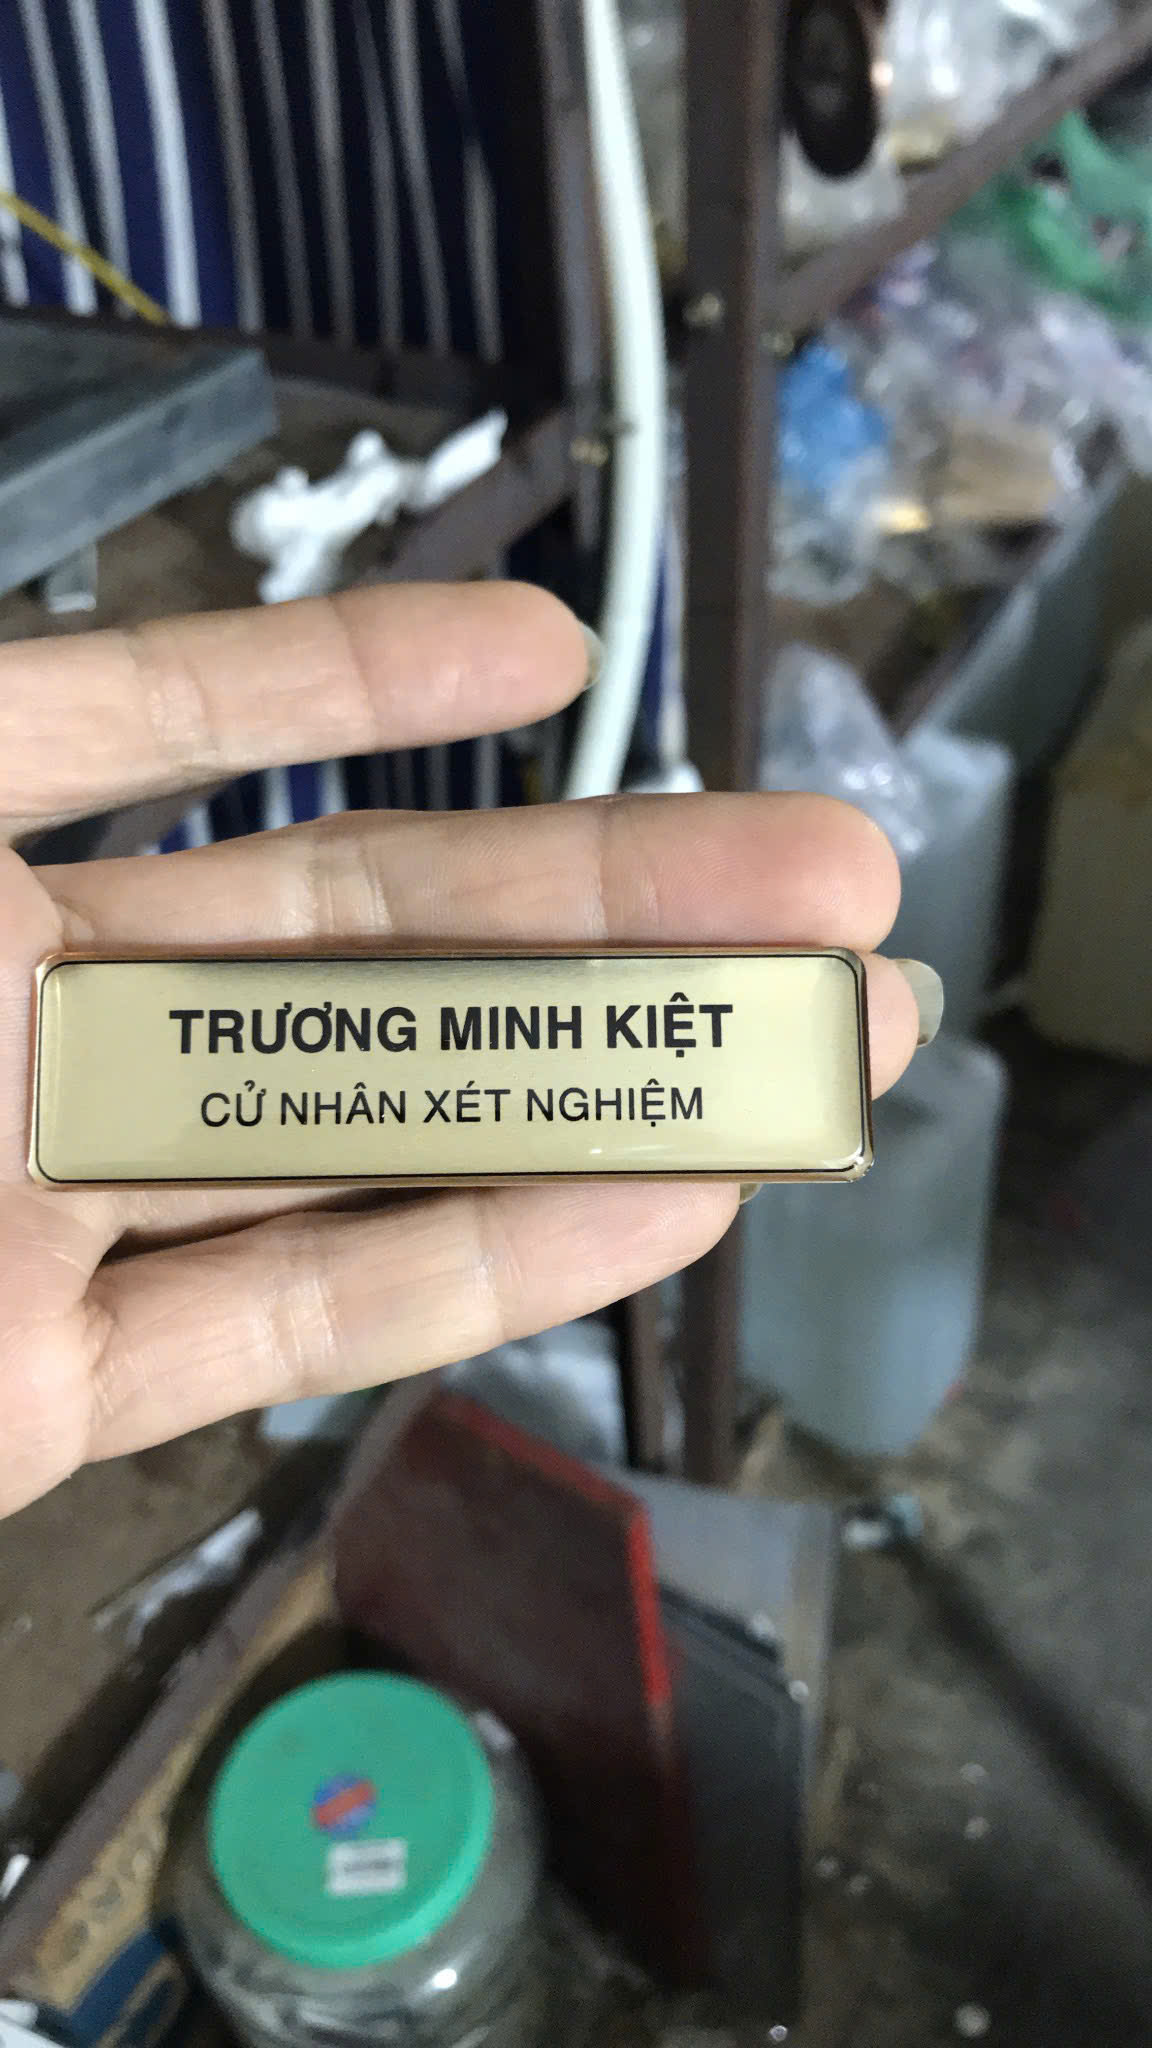 TRƯƠNG MINH KIỆT
CỬ NHÂN XÉT NGHIỆM